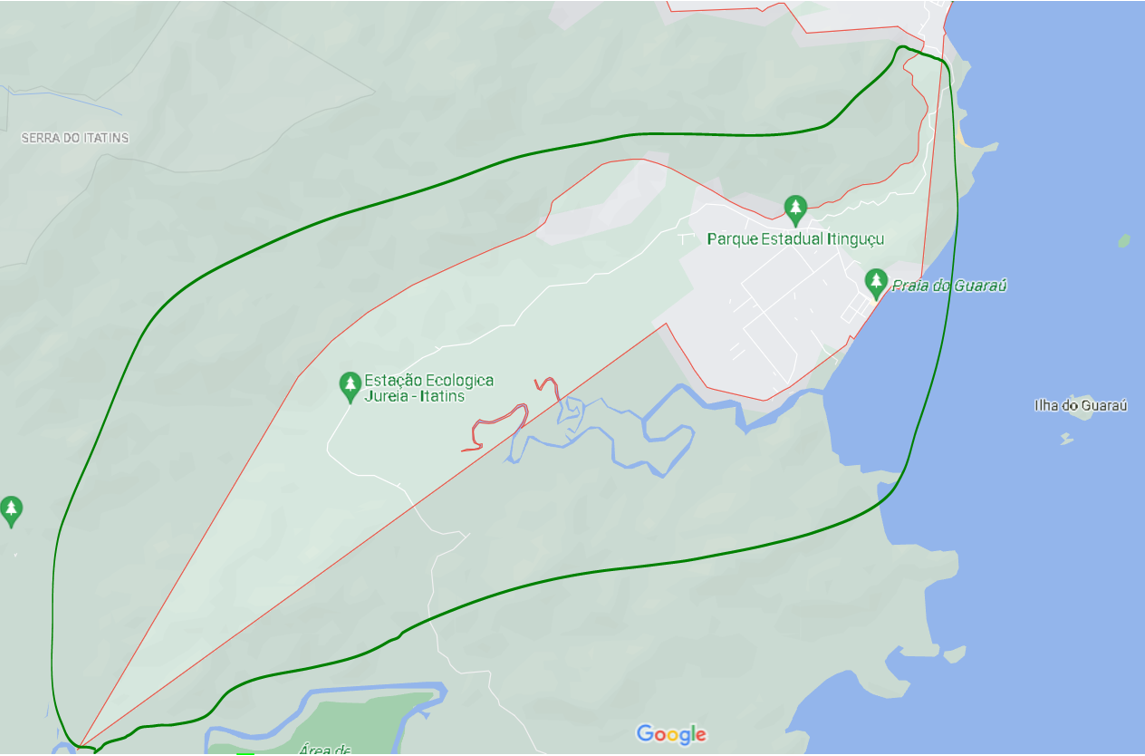 SERRA DO ITATINS
Parque Estadual Itinguçu
Praia do Guaraú
Estação Ecologica
Jureia - Itatins
Ilha do Guaraú
Google
Área de